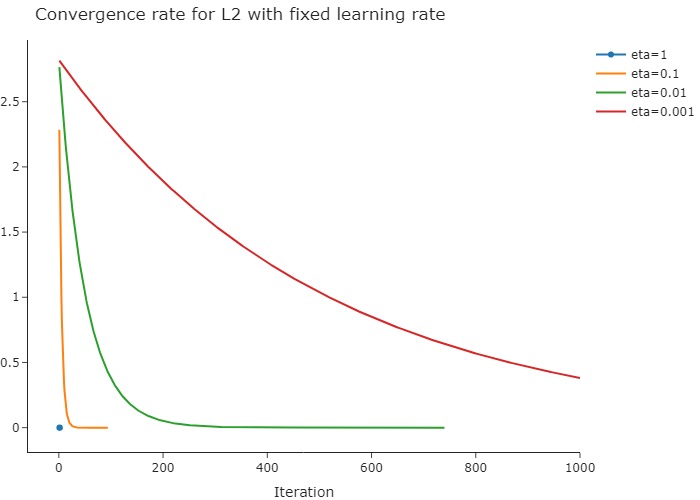 Convergence rate for L2 with fixed learning rate
eta=1
eta=0.1
eta=0.01
eta=0.001
2.5
2
1.5
1
0.5
0
0 200 400 600 800 1000
Iteration